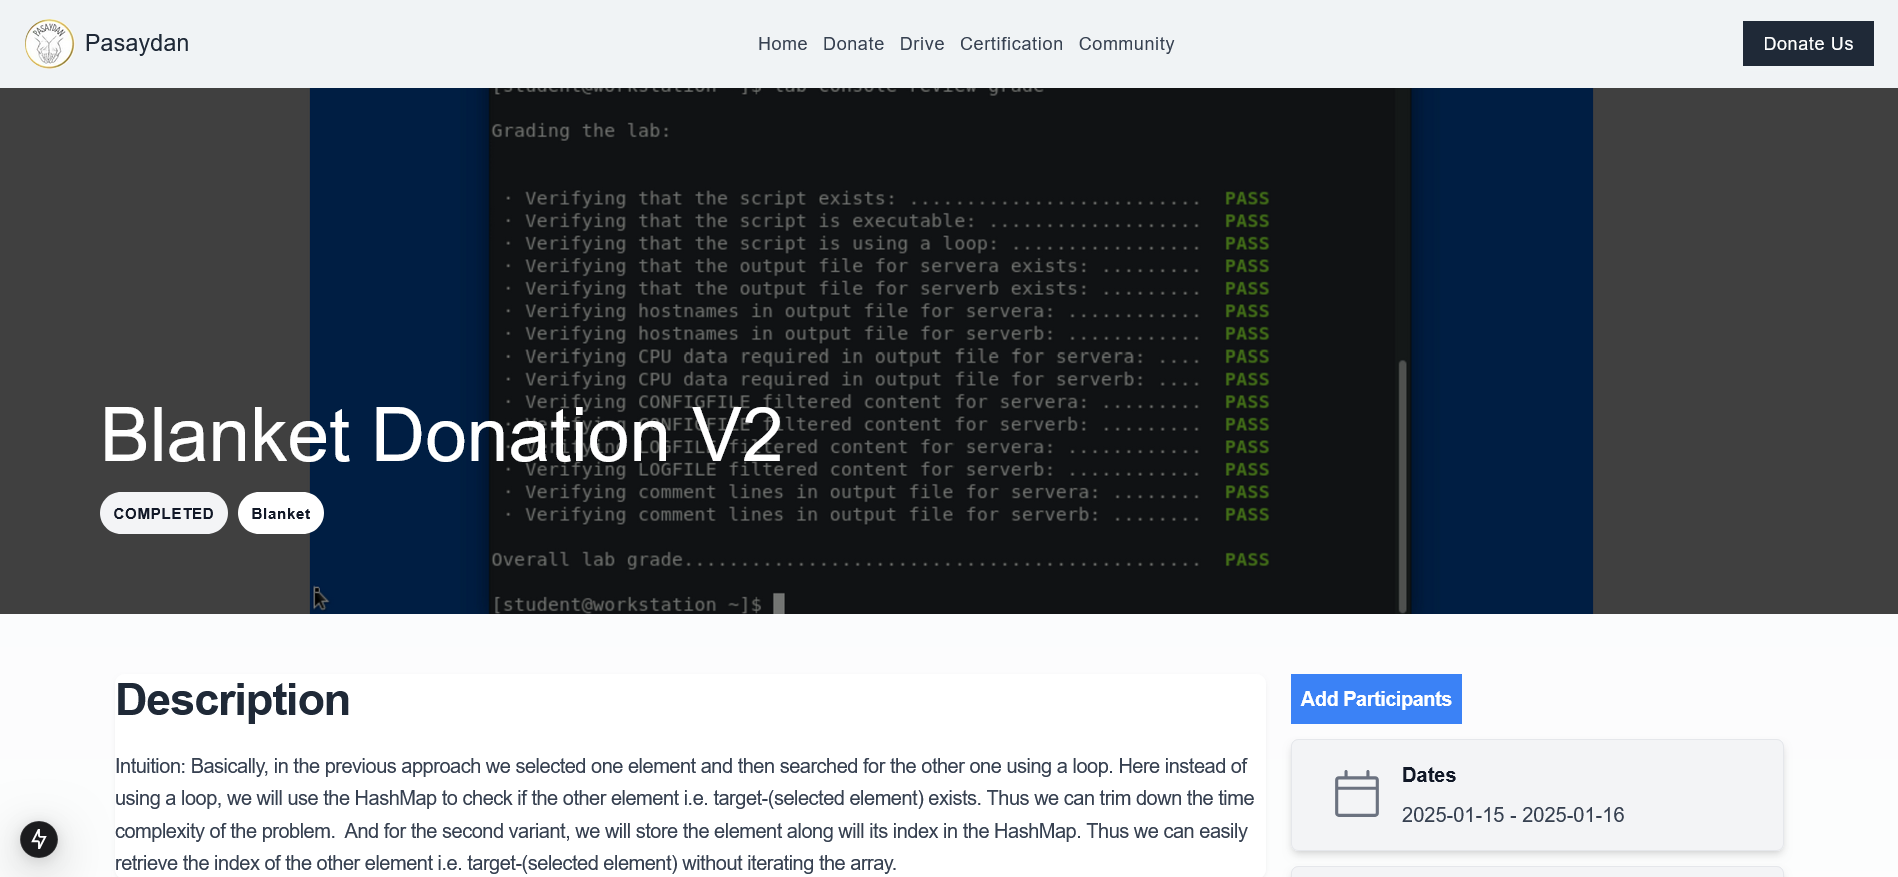 PASAYDAN
Pasaydan
Home Donate Drive Certification Community
Donate Us
[student@workstation ~]$ lab console-review grade
Grading the lab:
· Verifying that the script exists: .......................... PASS
· Verifying that the script is executable: ................... PASS
· Verifying that the script is using a loop: ................. PASS
· Verifying that the output file for servera exists: ......... PASS
· Verifying that the output file for serverb exists: ......... PASS
· Verifying hostnames in output file for servera: ............ PASS
· Verifying hostnames in output file for serverb: ............ PASS
· Verifying CPU data required in output file for servera: .... PASS
· Verifying CPU data required in output file for serverb: .... PASS
· Verifying CONFIGFILE filtered content for servera: ......... PASS
· Verifying CONFIGFILE filtered content for serverb: ......... PASS
· Verifying LOGFILE filtered content for servera: ............ PASS
· Verifying LOGFILE filtered content for serverb: ............ PASS
· Verifying comment lines in output file for servera: ........ PASS
· Verifying comment lines in output file for serverb: ........ PASS
Overall lab grade.............................................. PASS
[student@workstation ~]$
Blanket Donation V2
COMPLETED Blanket
Description
Intuition: Basically, in the previous approach we selected one element and then searched for the other one using a loop. Here instead of
using a loop, we will use the HashMap to check if the other element i.e. target-(selected element) exists. Thus we can trim down the time
complexity of the problem.  And for the second variant, we will store the element along will its index in the HashMap. Thus we can easily
retrieve the index of the other element i.e. target-(selected element) without iterating the array.
Add Participants
Dates
2025-01-15 - 2025-01-16